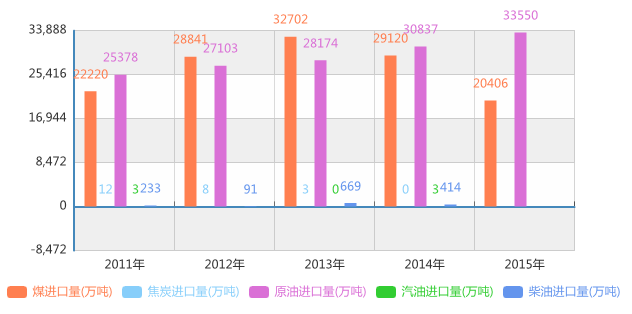 33,888
25,416
16,944
8,472
0
-8,472
22220
12
25378
3
233
28841
8
27103
91
32702
3
28174
0
669
29120
0
30837
3
414
20406
33550
2011年
2012年
2013年
2014年
2015年
煤进口量(万吨)
焦炭进口量(万吨)
原油进口量(万吨)
汽油进口量(万吨)
柴油进口量(万吨)